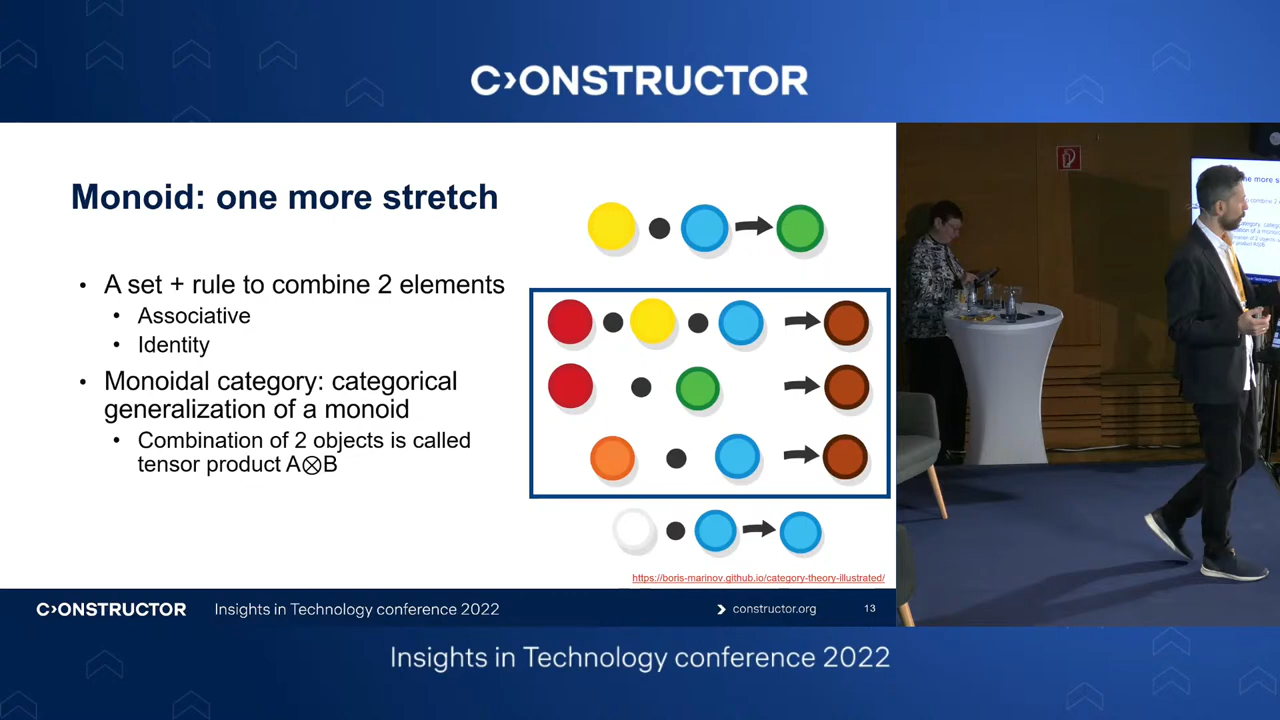 C›ONSTRUCTOR
Monoid: one more stretch
• A set + rule to combine 2 elements
• Associative
• Identity
• Monoidal category: categorical
generalization of a monoid
• Combination of 2 objects is called
tensor product A⊗B
https://boris-marinov.github.io/category-theory-illustrated/
C›ONSTRUCTOR
Insights in Technology conference 2022
constructor.org
13
Insights in Technology conference 2022